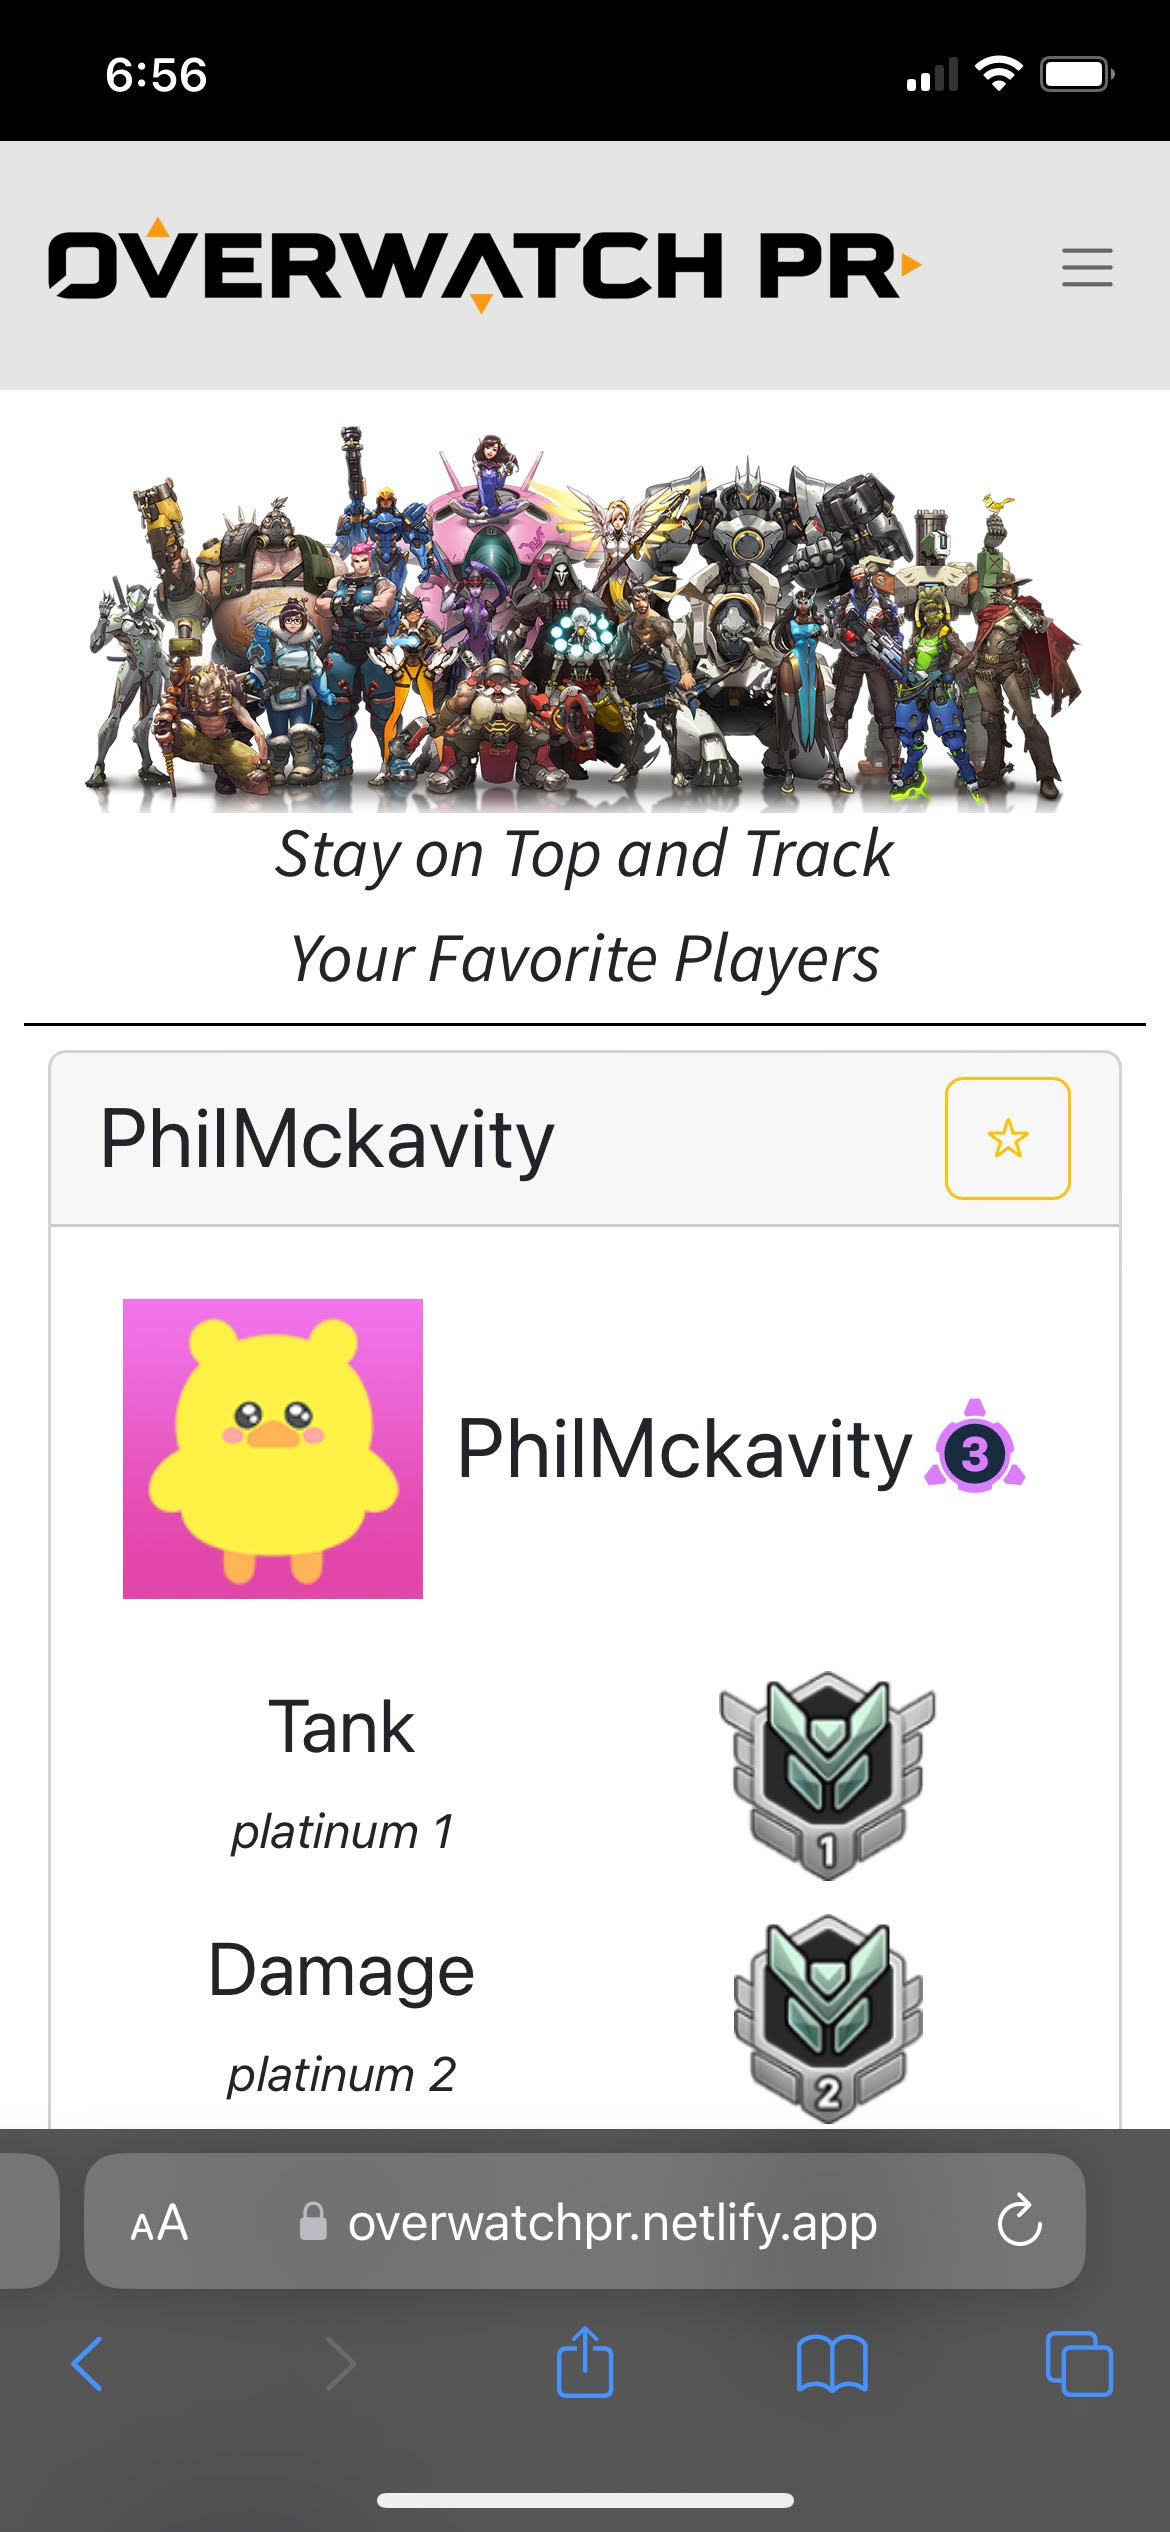 6:56
OVERWATCH PR
Stay on Top and Track
Your Favorite Players
PhilMckavity
PhilMckavity 3
Tank
platinum 1
1
Damage
platinum 2
2
AA overwatchpr.netlify.app